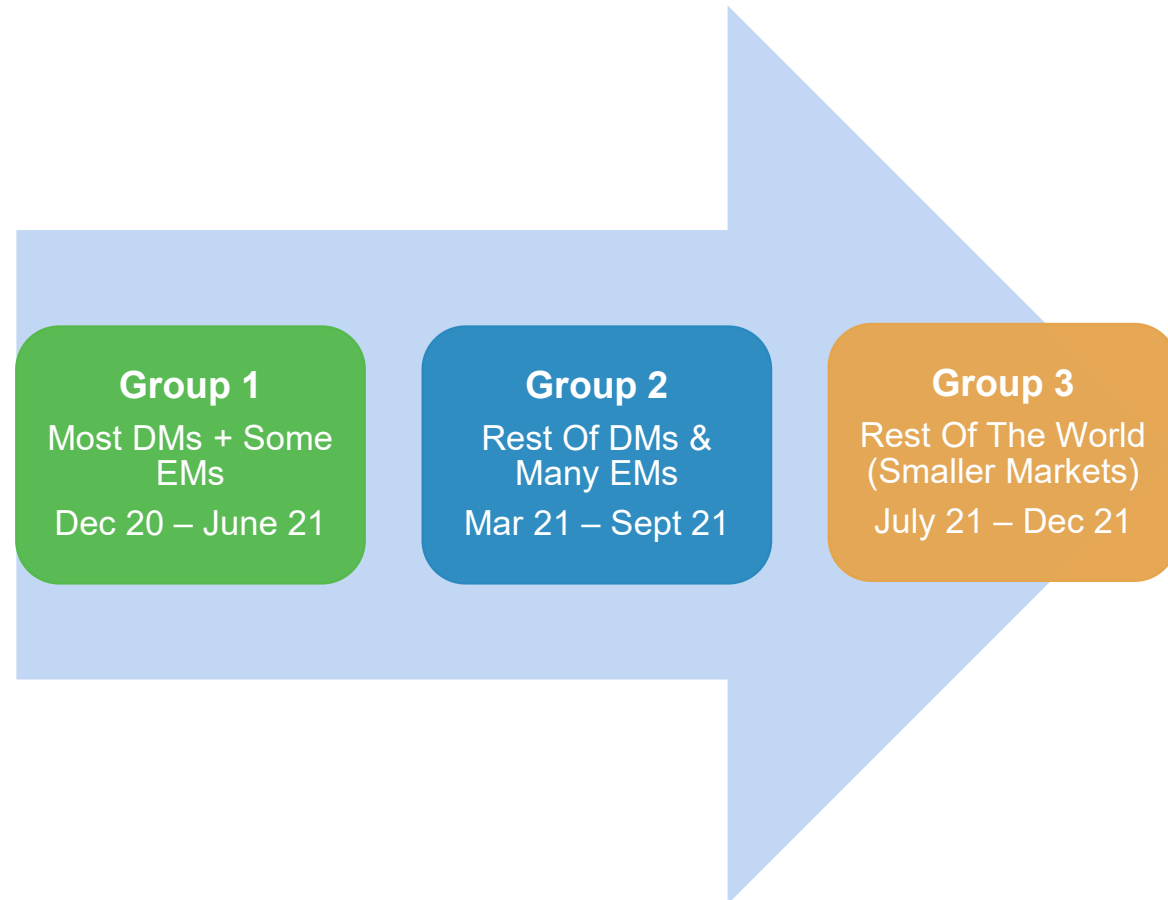 Group 1
Most DMs + Some
EMs
Dec 20 – June 21
Group 2
Rest Of DMs &
Many EMs
Mar 21 – Sept 21
Group 3
Rest Of The World
(Smaller Markets)
July 21 – Dec 21